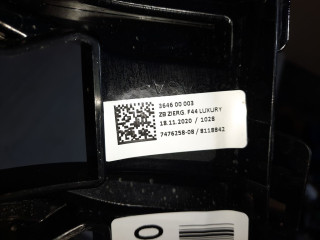 2646 00 003
ZB ZIERG. F44 LUXURY
18.11.2020 / 1028
7476258-08 / 8118842
O